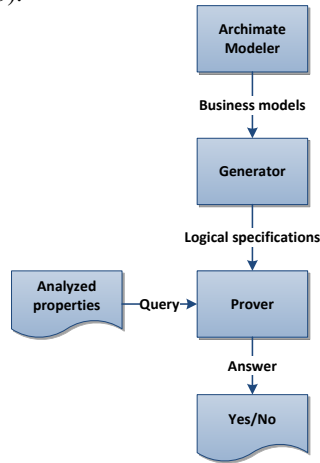 Archimate
Modeler
Business models
Generator
Logical specifications
Analyzed
properties
Query
Prover
Answer
Yes/No